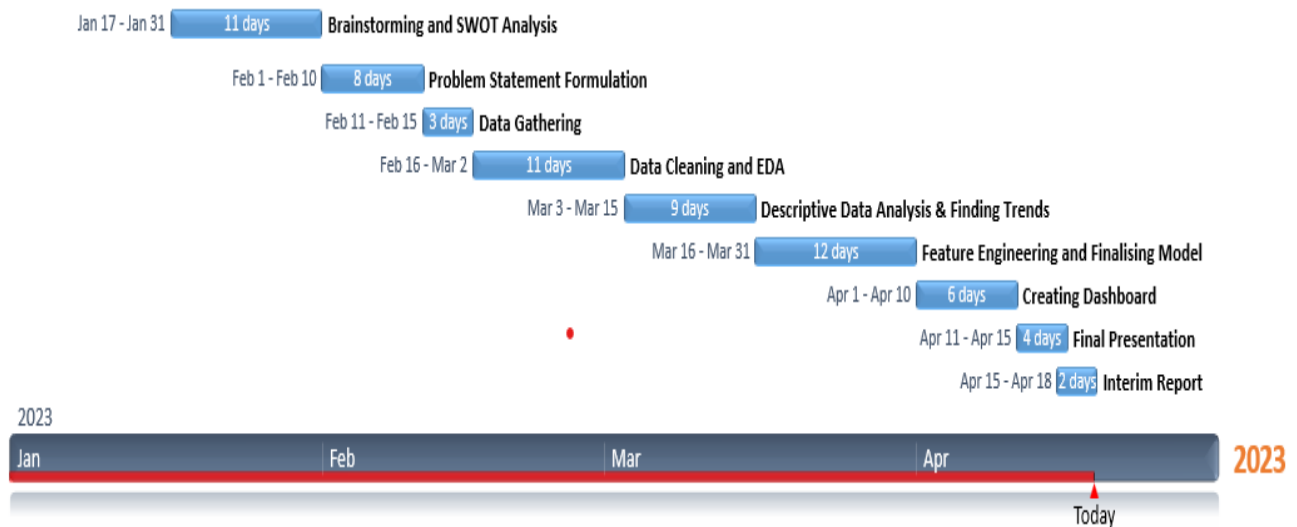 Jan 17 - Jan 31 11 days Brainstorming and SWOT Analysis
Feb 1 - Feb 10 8 days Problem Statement Formulation
Feb 11 - Feb 15 3 days Data Gathering
Feb 16 - Mar 2 11 days Data Cleaning and EDA
Mar 3 - Mar 15 9 days Descriptive Data Analysis & Finding Trends
Mar 16 - Mar 31 12 days Feature Engineering and Finalising Model
Apr 1 - Apr 10 6 days Creating Dashboard
Apr 11 - Apr 15 4 days Final Presentation
Apr 15 - Apr 18 2 days Interim Report
2023
Jan Feb Mar Apr 2023
Today